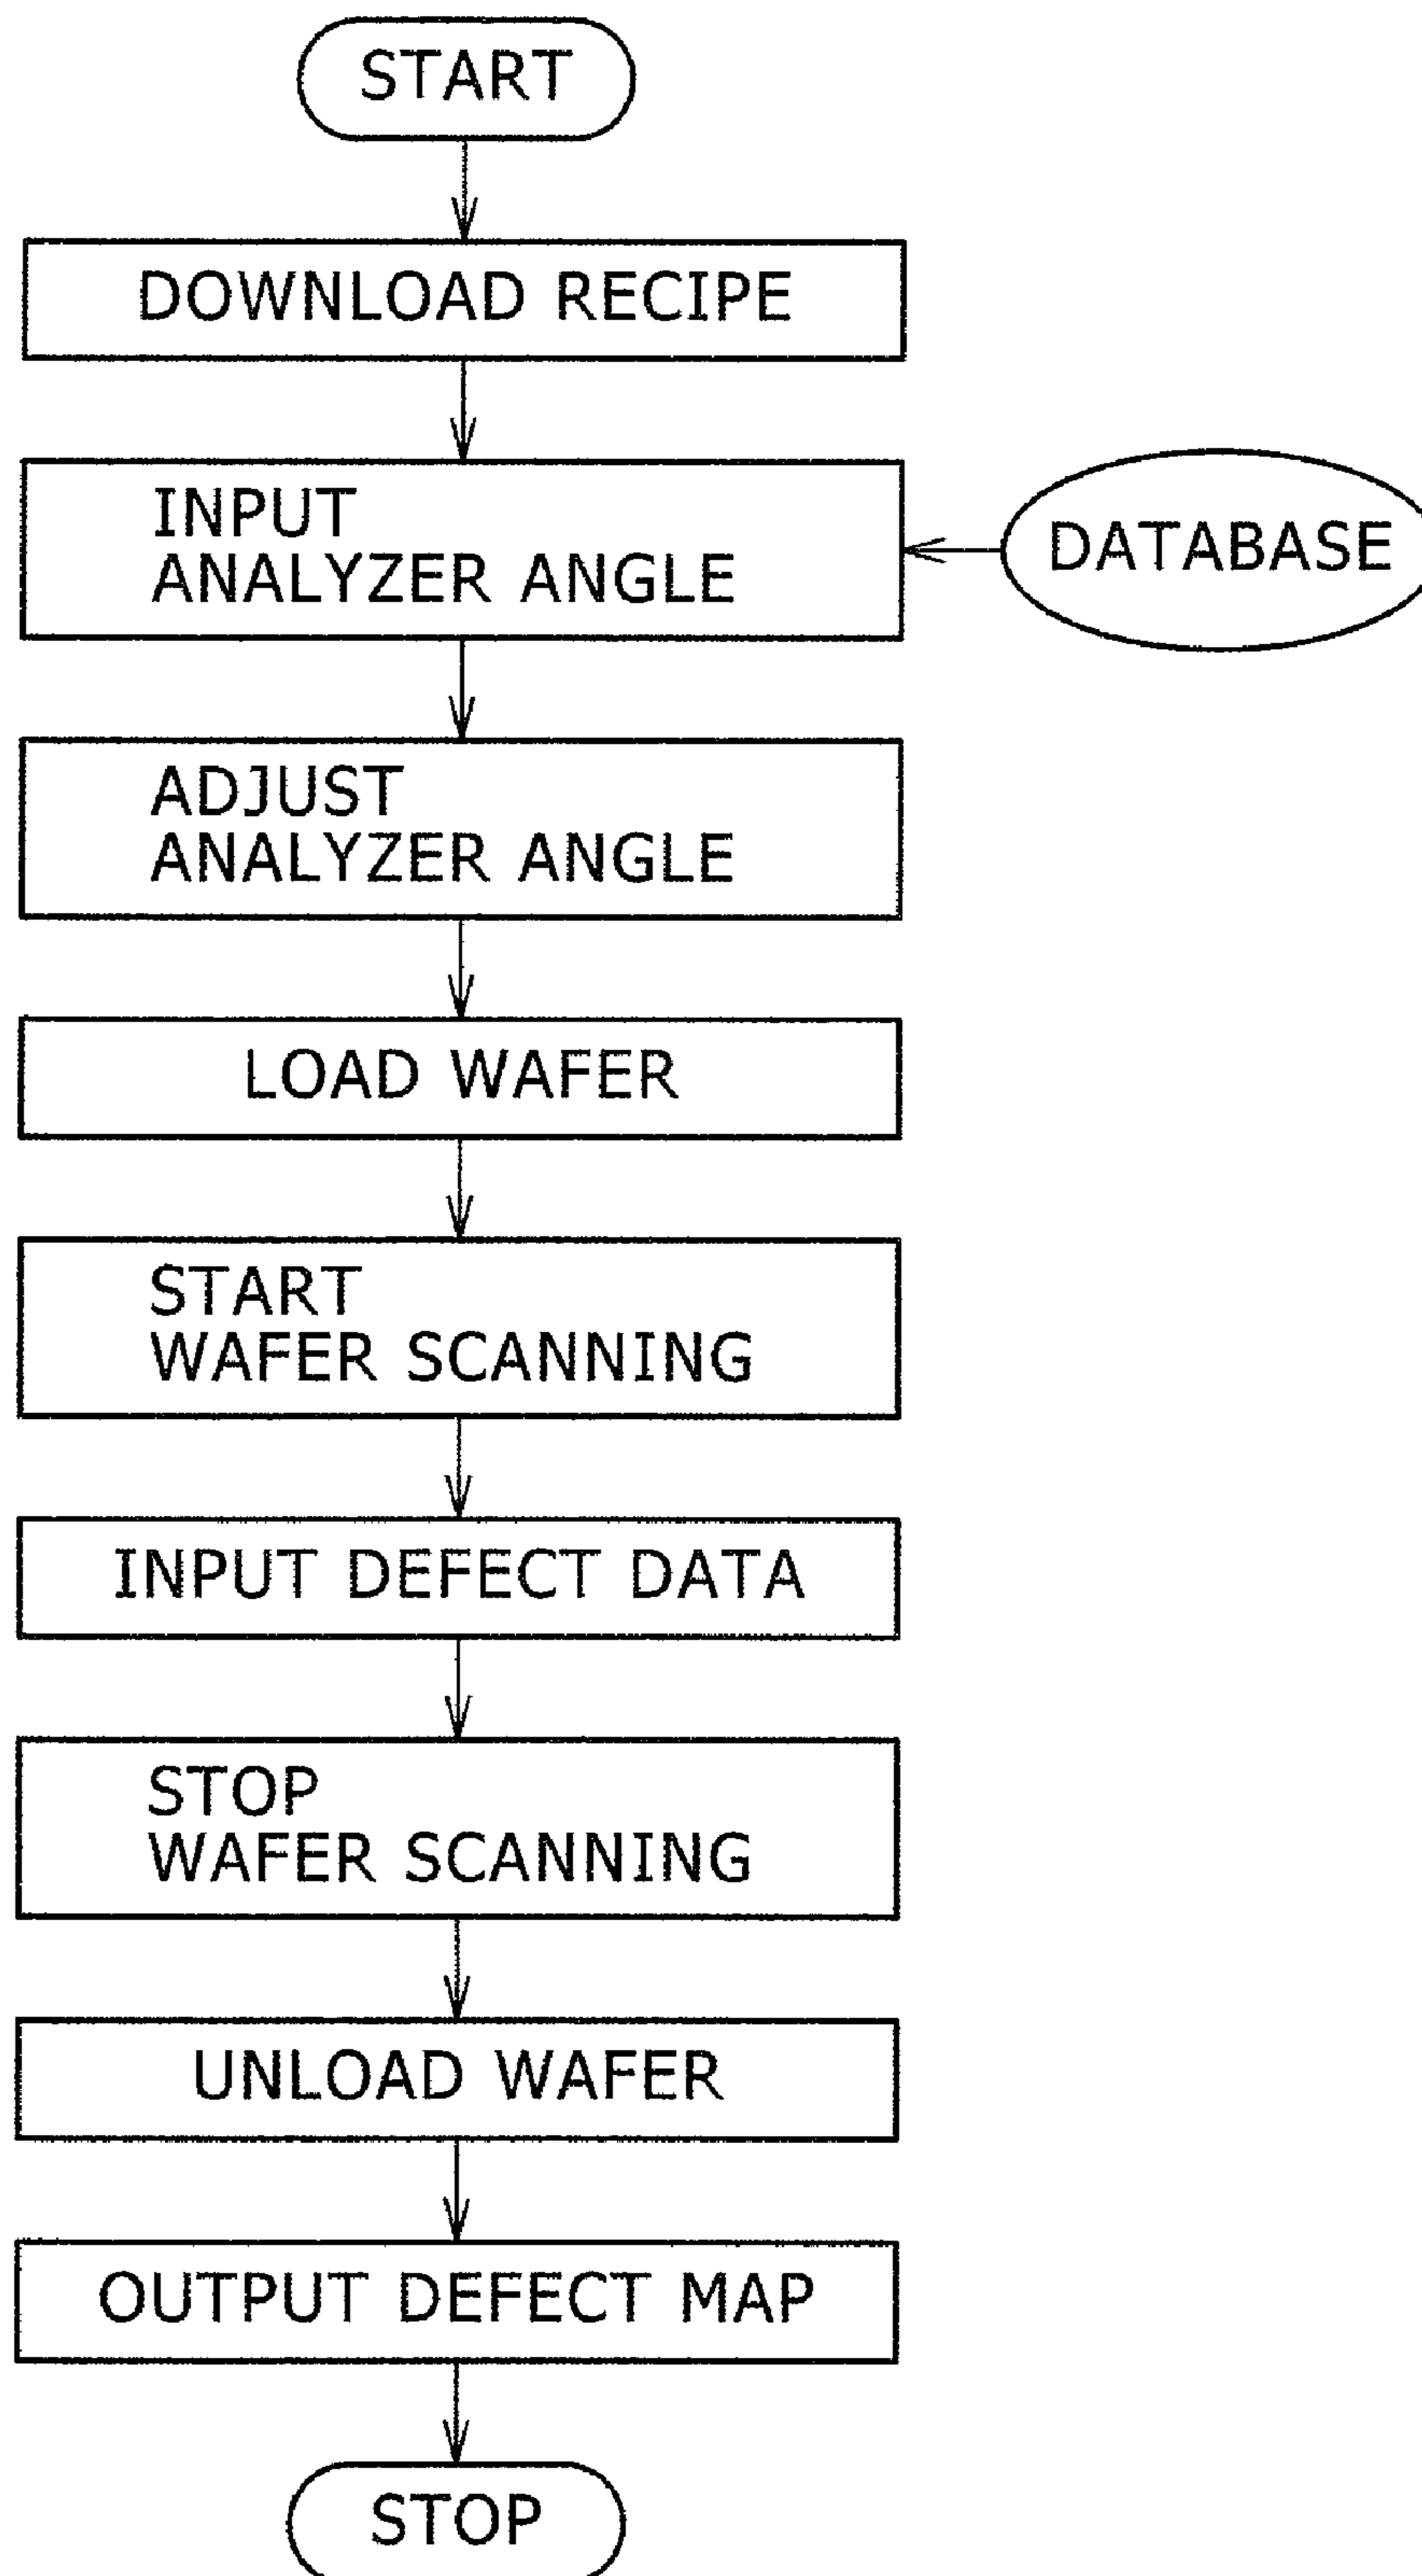 START
DOWNLOAD RECIPE
INPUT
ANALYZER ANGLE
DATABASE
ADJUST
ANALYZER ANGLE
LOAD WAFER
START
WAFER SCANNING
INPUT DEFECT DATA
STOP
WAFER SCANNING
UNLOAD WAFER
OUTPUT DEFECT MAP
STOP